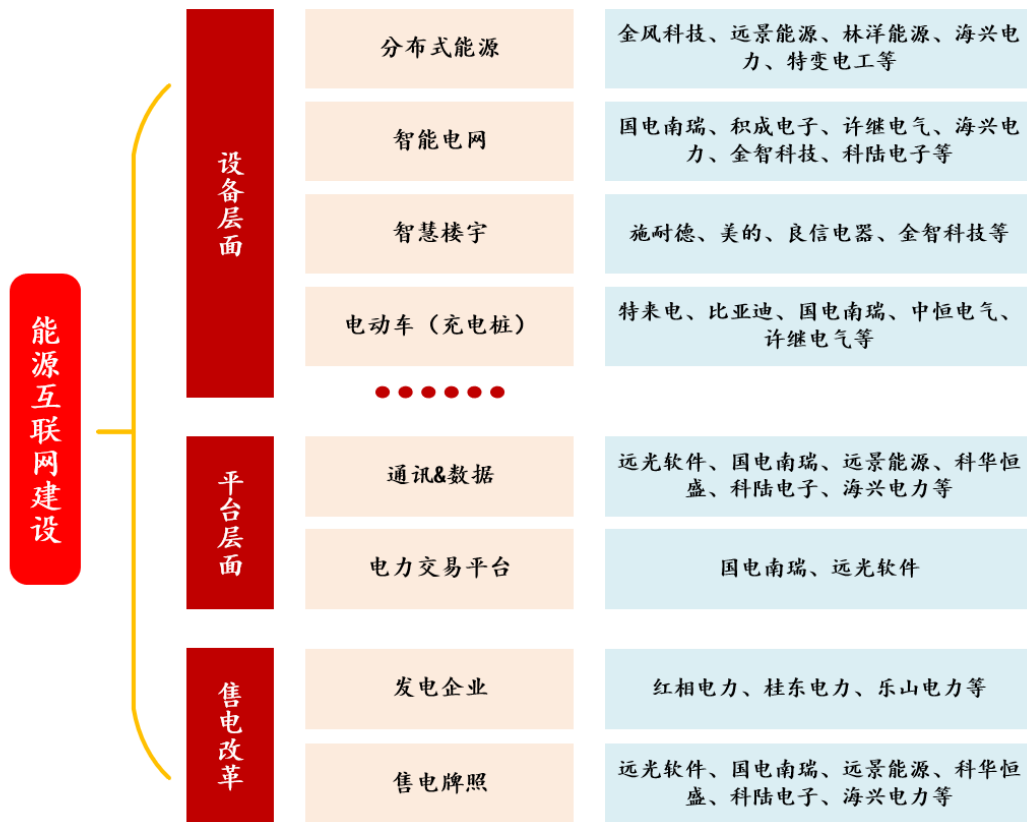 能源互联网建设
设备层面
分布式能源
金风科技、远景能源、林洋能源、海兴电
力、特变电工等
智能电网
国电南瑞、积成电子、许继电气、海兴电
力、金智科技、科陆电子等
智慧楼宇
施耐德、美的、良信电器、金智科技等
电动车（充电桩）
特来电、比亚迪、国电南瑞、中恒电气、
许继电气等
平台层面
通讯&数据
远光软件、国电南瑞、远景能源、科华恒
盛、科陆电子、海兴电力等
电力交易平台
国电南瑞、远光软件
售电改革
发电企业
红相电力、桂东电力、乐山电力等
售电牌照
远光软件、国电南瑞、远景能源、科华恒
盛、科陆电子、海兴电力等